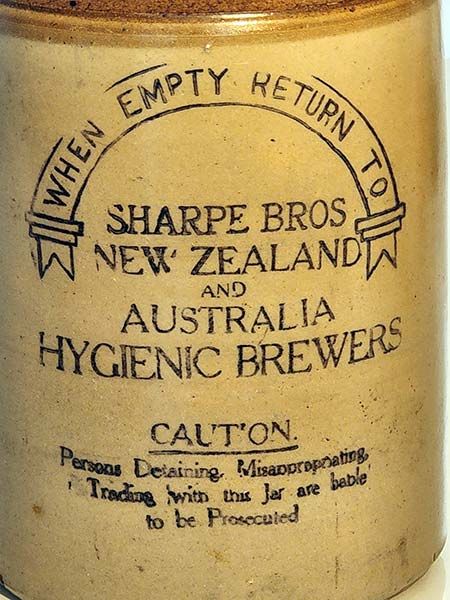 WHEN EMPTY RETURN TO
SHARPE BROS
NEW ZEALAND
AND
AUSTRALIA
HYGIENIC BREWERS
CAUT'ON.
Persons Detaining, Misappropriating,
Trading with this Jar are liable
to be Prosecuted